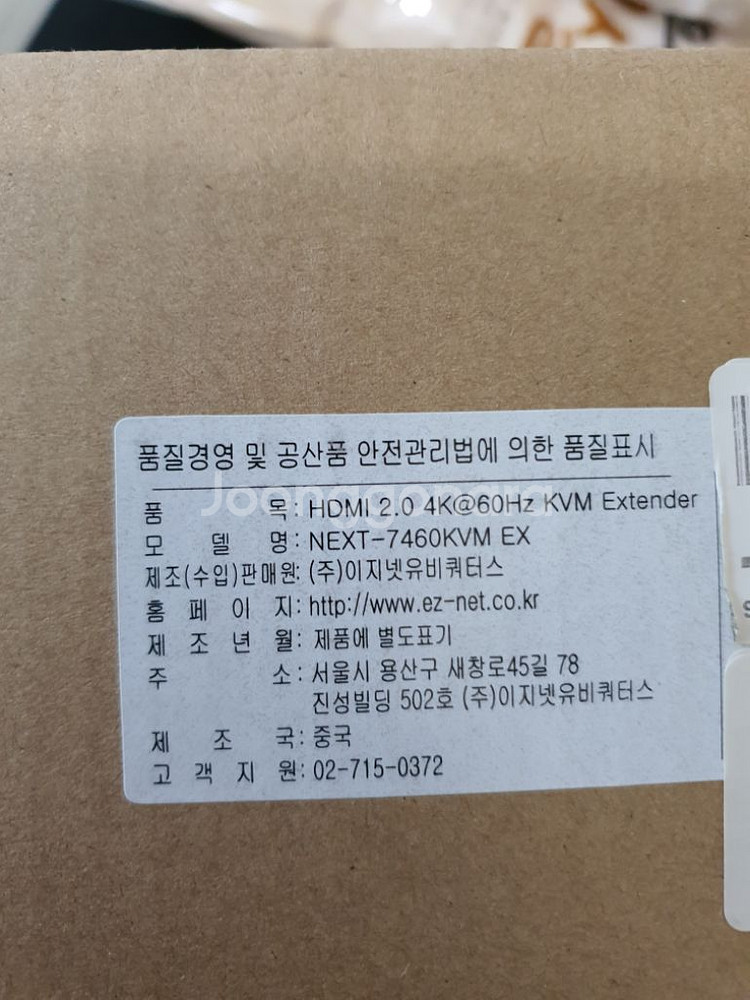 품질경영 및 공산품 안전관리법에 의한 품질표시
Joonggonara
품 목: HDMI 2.0 4K@60Hz KVM Extender
모 델 명: NEXT-7460KVM EX
제조(수입)판매원: (주)이지넷유비쿼터스
홈 페 이 지: http://www.ez-net.co.kr
제 조 년 월: 제품에 별도표기
주 소: 서울시 용산구 새창로45길 78
진성빌딩 502호 (주)이지넷유비쿼터스
제 조 국: 중국
고 객 지 원: 02-715-0372